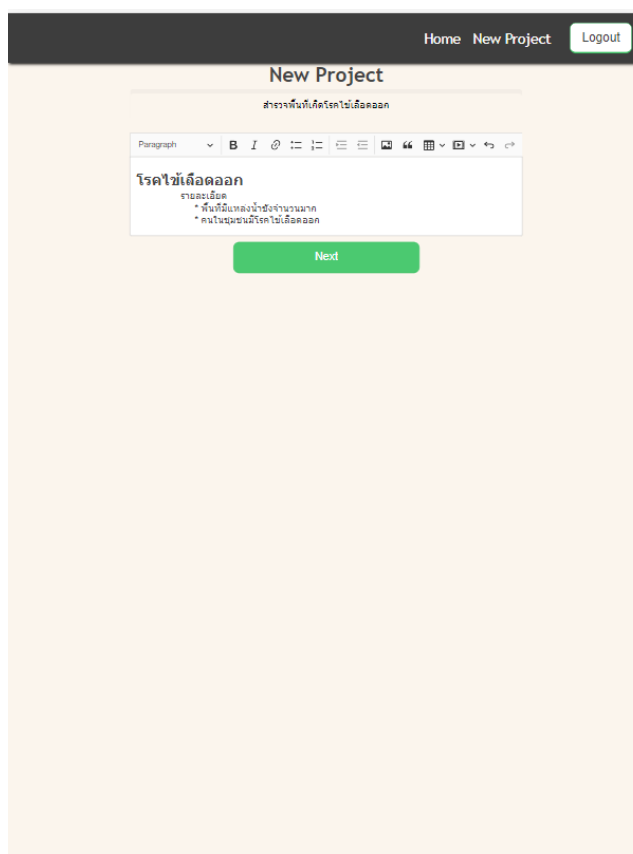 Home New Project Logout
New Project
สำรวจพื้นที่เกิดโรคไข้เลือดออก
Paragraph
โรคไข้เลือดออก
รายละเอียด
* พื้นที่มีแหล่งน้ำขังจำนวนมาก
* คนในชุมชนมีโรคไข้เลือดออก
Next